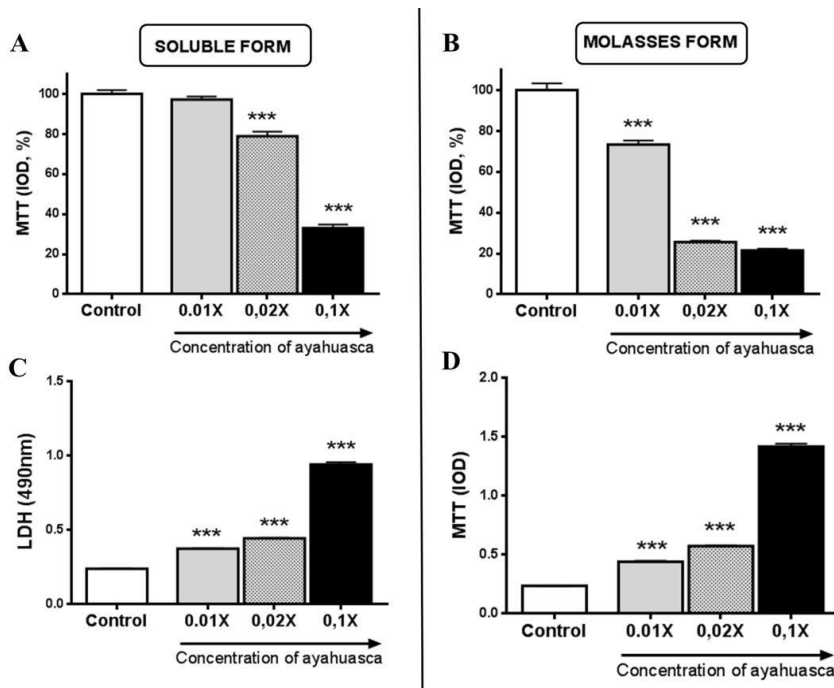 A
SOLUBLE FORM
MTT (IOD, %)
100
80
60
40
20
0
***
***
Control 0.01X 0,02X 0,1X
Concentration of ayahuasca
B
MOLASSES FORM
MTT (IOD, %)
100
80
60
40
20
0
***
***
***
Control 0.01X 0,02X 0,1X
Concentration of ayahuasca
C
LDH (490nm)
1.5
1.0
0.5
0.0
***
***
***
Control 0.01X 0,02X 0,1X
Concentration of ayahuasca
D
MTT (IOD)
2.0
1.5
1.0
0.5
0.0
***
***
***
Control 0.01X 0,02X 0,1X
Concentration of ayahuasca